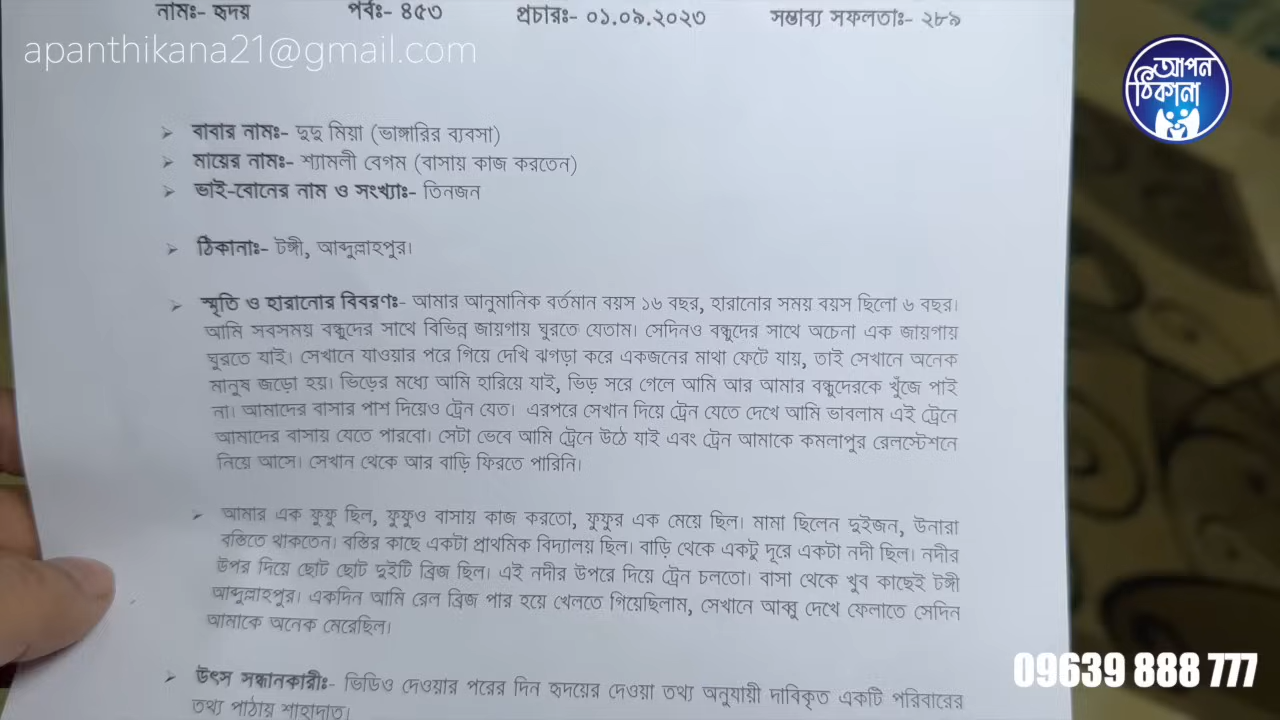 নামঃ- হৃদয় পর্বঃ- ৪৫৩ প্রচারঃ- ০১.০৯.২০২৩ সম্ভাব্য সফলতাঃ- ২৮৯
apanthikana21@gmail.com
আপন
ঠিকানা
➢ বাবার নামঃ- দুদু মিয়া (ভাঙ্গারির ব্যবসা)
➢ মায়ের নামঃ- শ্যামলী বেগম (বাসায় কাজ করতেন)
➢ ভাই-বোনের নাম ও সংখ্যাঃ- তিনজন
➢ ঠিকানাঃ- টঙ্গী, আব্দুল্লাহপুর।
➢ স্মৃতি ও হারানোর বিবরণঃ- আমার আনুমানিক বর্তমান বয়স ১৬ বছর, হারানোর সময় বয়স ছিলো ৬ বছর।
আমি সবসময় বন্ধুদের সাথে বিভিন্ন জায়গায় ঘুরতে যেতাম। সেদিনও বন্ধুদের সাথে অচেনা এক জায়গায়
ঘুরতে যাই। সেখানে যাওয়ার পরে গিয়ে দেখি ঝগড়া করে একজনের মাথা ফেটে যায়, তাই সেখানে অনেক
মানুষ জড়ো হয়। ভিড়ের মধ্যে আমি হারিয়ে যাই, ভিড় সরে গেলে আমি আর আমার বন্ধুদেরকে খুঁজে পাই
না। আমাদের বাসার পাশ দিয়েও ট্রেন যেত। এরপরে সেখান দিয়ে ট্রেন যেতে দেখে আমি ভাবলাম এই ট্রেনে
আমাদের বাসায় যেতে পারবো। সেটা ভেবে আমি ট্রেনে উঠে যাই এবং ট্রেন আমাকে কমলাপুর রেলস্টেশনে
নিয়ে আসে। সেখান থেকে আর বাড়ি ফিরতে পারিনি।
➢ আমার এক ফুফু ছিল, ফুফুও বাসায় কাজ করতো, ফুফুর এক মেয়ে ছিল। মামা ছিলেন দুইজন, উনারা
বস্তিতে থাকতেন। বস্তির কাছে একটা প্রাথমিক বিদ্যালয় ছিল। বাড়ি থেকে একটু দূরে একটা নদী ছিল। নদীর
উপর দিয়ে ছোট ছোট দুইটি ব্রিজ ছিল। এই নদীর উপরে দিয়ে ট্রেন চলতো। বাসা থেকে খুব কাছেই টঙ্গী
আব্দুল্লাহপুর। একদিন আমি রেল ব্রিজ পার হয়ে খেলতে গিয়েছিলাম, সেখানে আব্বু দেখে ফেলাতে সেদিন
আমাকে অনেক মেরেছিল।
➢ উৎস সন্ধানকারীঃ- ভিডিও দেওয়ার পরের দিন হৃদয়ের দেওয়া তথ্য অনুযায়ী দাবিকৃত একটি পরিবারের
তথ্য পাঠায় শাহাদাত।
09639 888 777